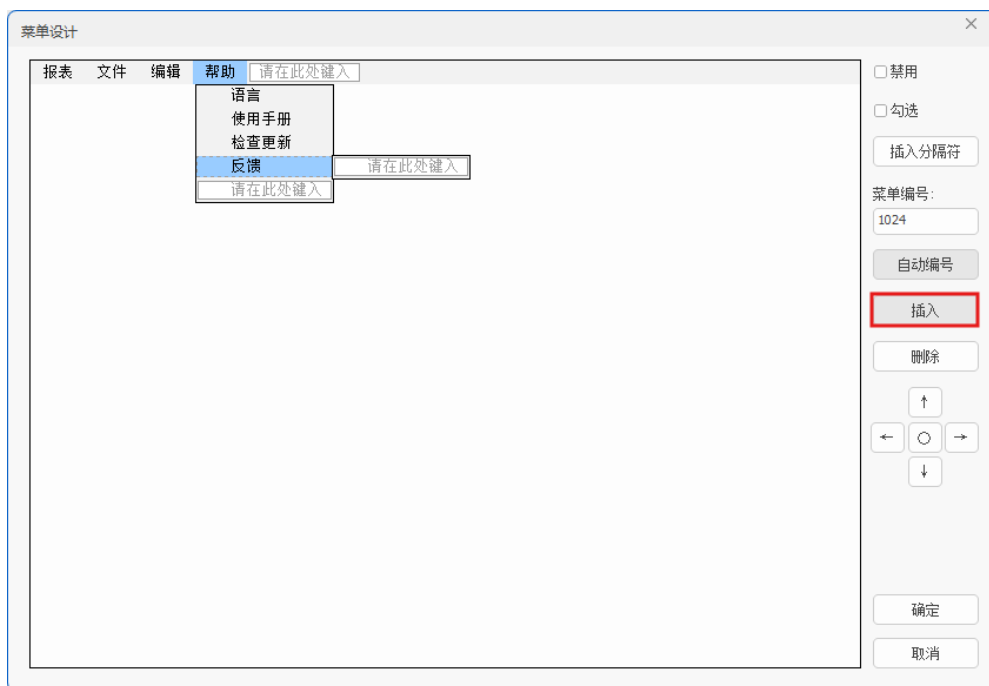 菜单设计
报表 文件 编辑 帮助 请在此处键入
语言
使用手册
检查更新
反馈 请在此处键入
请在此处键入
禁用
勾选
插入分隔符
菜单编号:
1024
自动编号
插入
删除
↑
← ○ →
↓
确定
取消